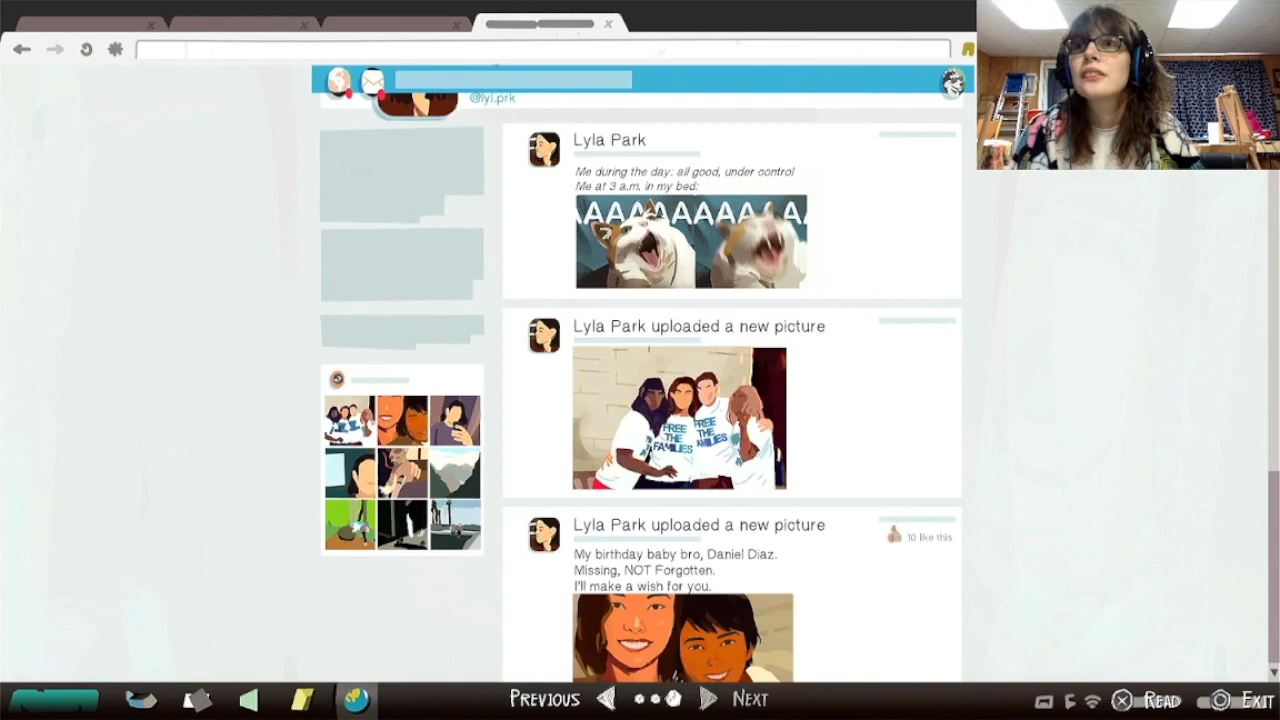 @lyl.prk
Lyla Park
Me during the day: all good, under control
Me at 3 a.m. in my bed:
AAAAAAAAAAA
Lyla Park uploaded a new picture
FREE
THE
FAMILIES
FREE
THE
FAMILIES
Lyla Park uploaded a new picture
10 like this
My birthday baby bro, Daniel Diaz.
Missing, NOT Forgotten.
I'll make a wish for you.
PREVIOUS
NEXT
READ
EXIT